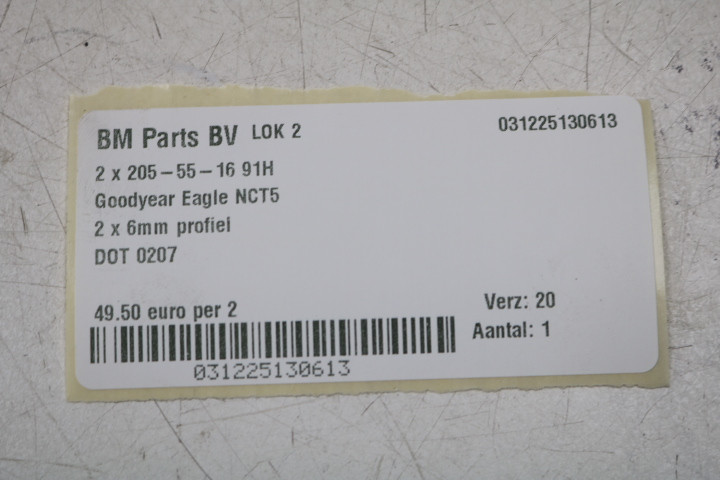 BM Parts BV LOK 2
031225130613
2 x 205-55-16 91H
Goodyear Eagle NCT5
2 x 6mm profiel
DOT 0207
49.50 euro per 2
Verz: 20
Aantal: 1
031225130613